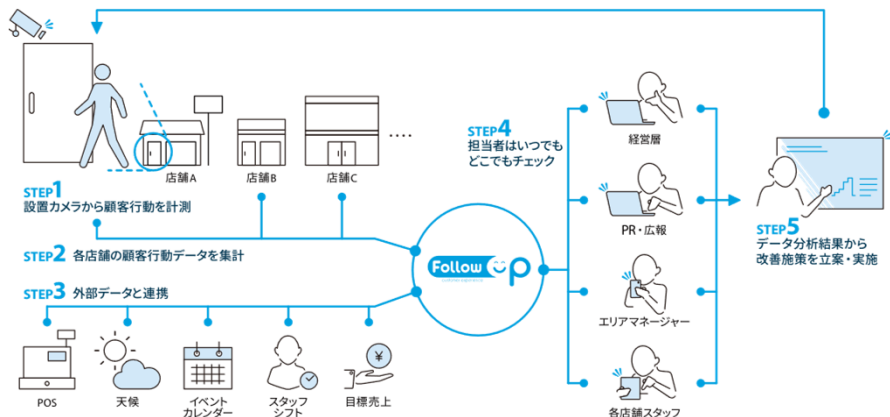 店舗A
店舗B
店舗C
‥‥
STEP1
設置カメラから顧客行動を計測
STEP2 各店舗の顧客行動データを集計
STEP3 外部データと連携
POS
天候
イベント
カレンダー
スタッフ
シフト
¥
目標売上
Follow UP
STEP4
担当者はいつでも
どこでもチェック
経営層
PR・広報
エリアマネージャー
各店舗スタッフ
STEP5
データ分析結果から
改善施策を立案・実施